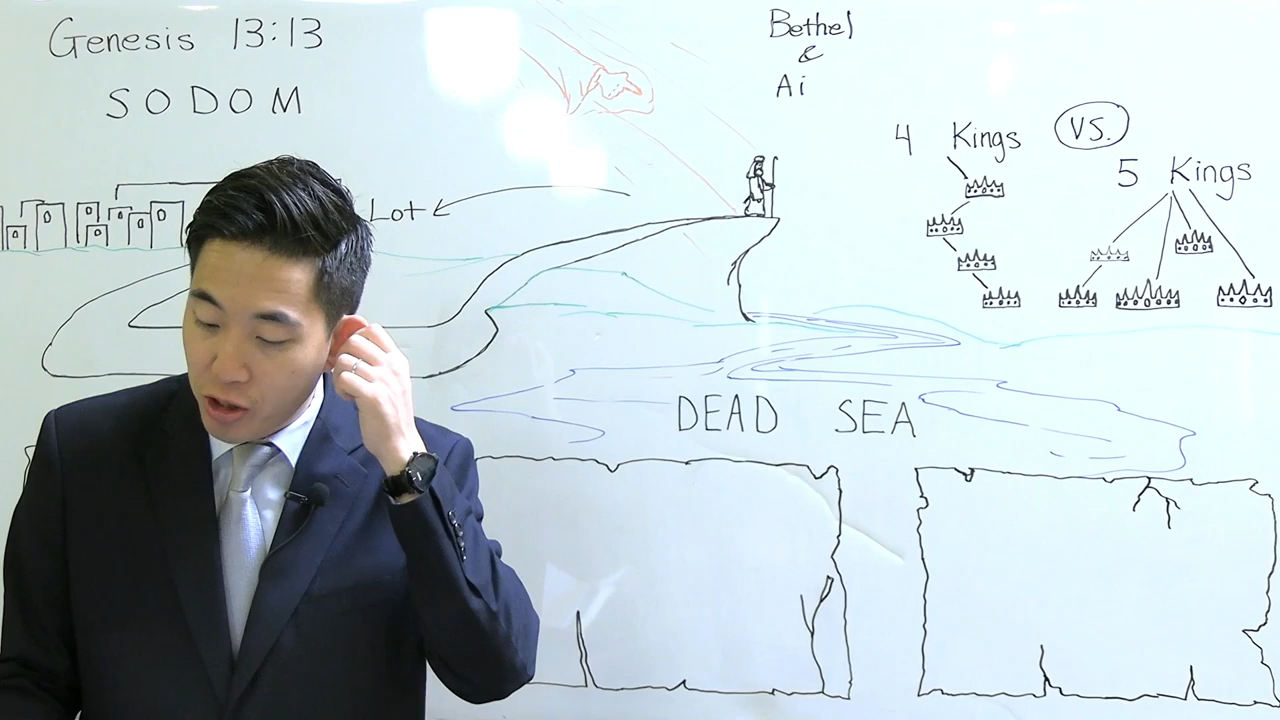 Genesis 13:13
SODOM
Bethel
&
Ai
4 Kings VS.
5 Kings
Lot
DEAD SEA